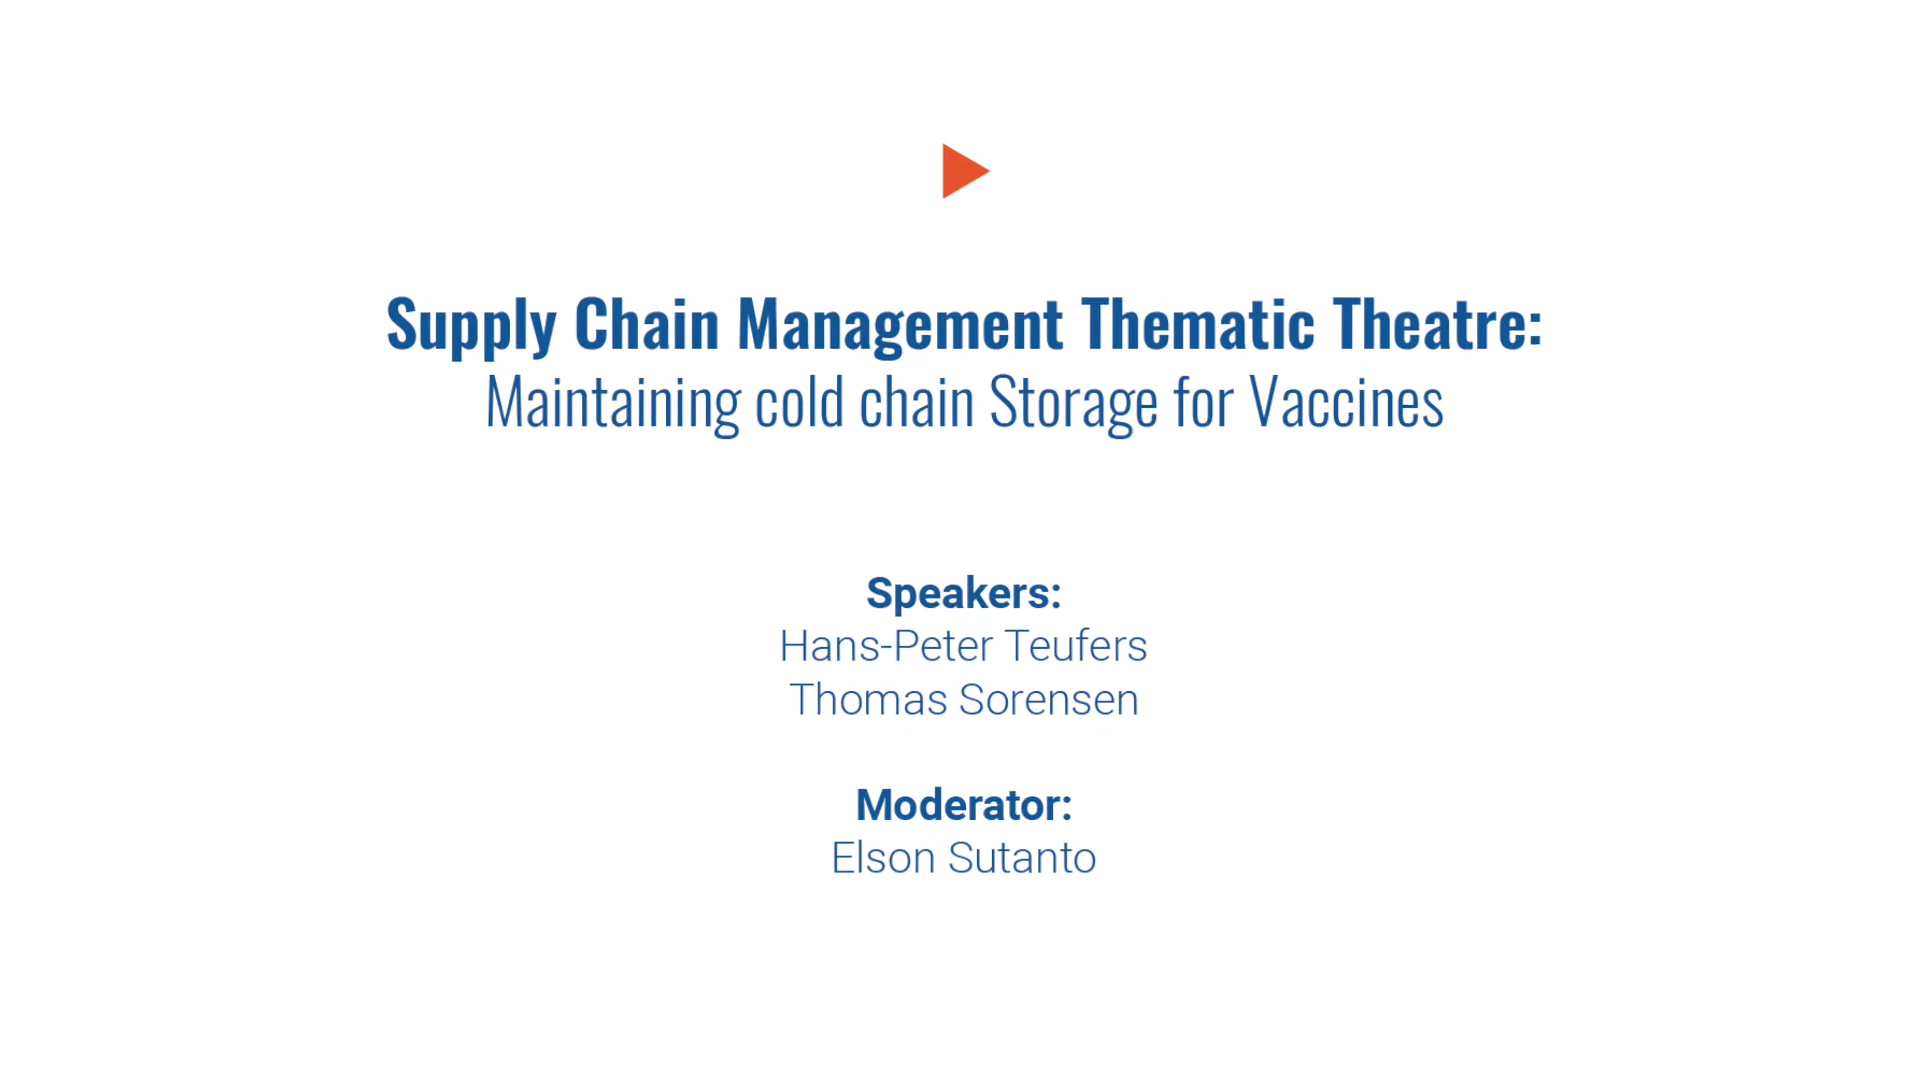 Supply Chain Management Thematic Theatre:
Maintaining cold chain Storage for Vaccines
Speakers:
Hans-Peter Teufers
Thomas Sorensen
Moderator:
Elson Sutanto